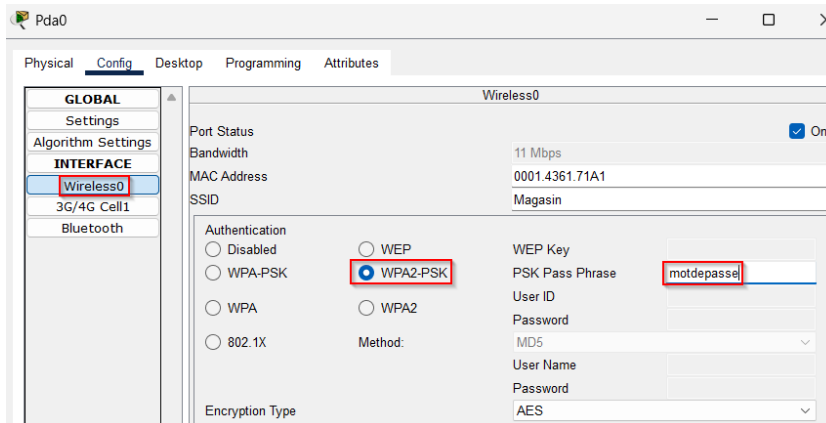 Pda0
Physical Config Desktop Programming Attributes
GLOBAL
Settings
Algorithm Settings
INTERFACE
Wireless0
3G/4G Cell1
Bluetooth
Wireless0
Port Status On
Bandwidth 11 Mbps
MAC Address 0001.4361.71A1
SSID Magasin
Authentication
Disabled WEP WEP Key
WPA-PSK WPA2-PSK PSK Pass Phrase motdepasse
User ID
WPA WPA2
Password
802.1X Method: MD5
User Name
Password
Encryption Type AES